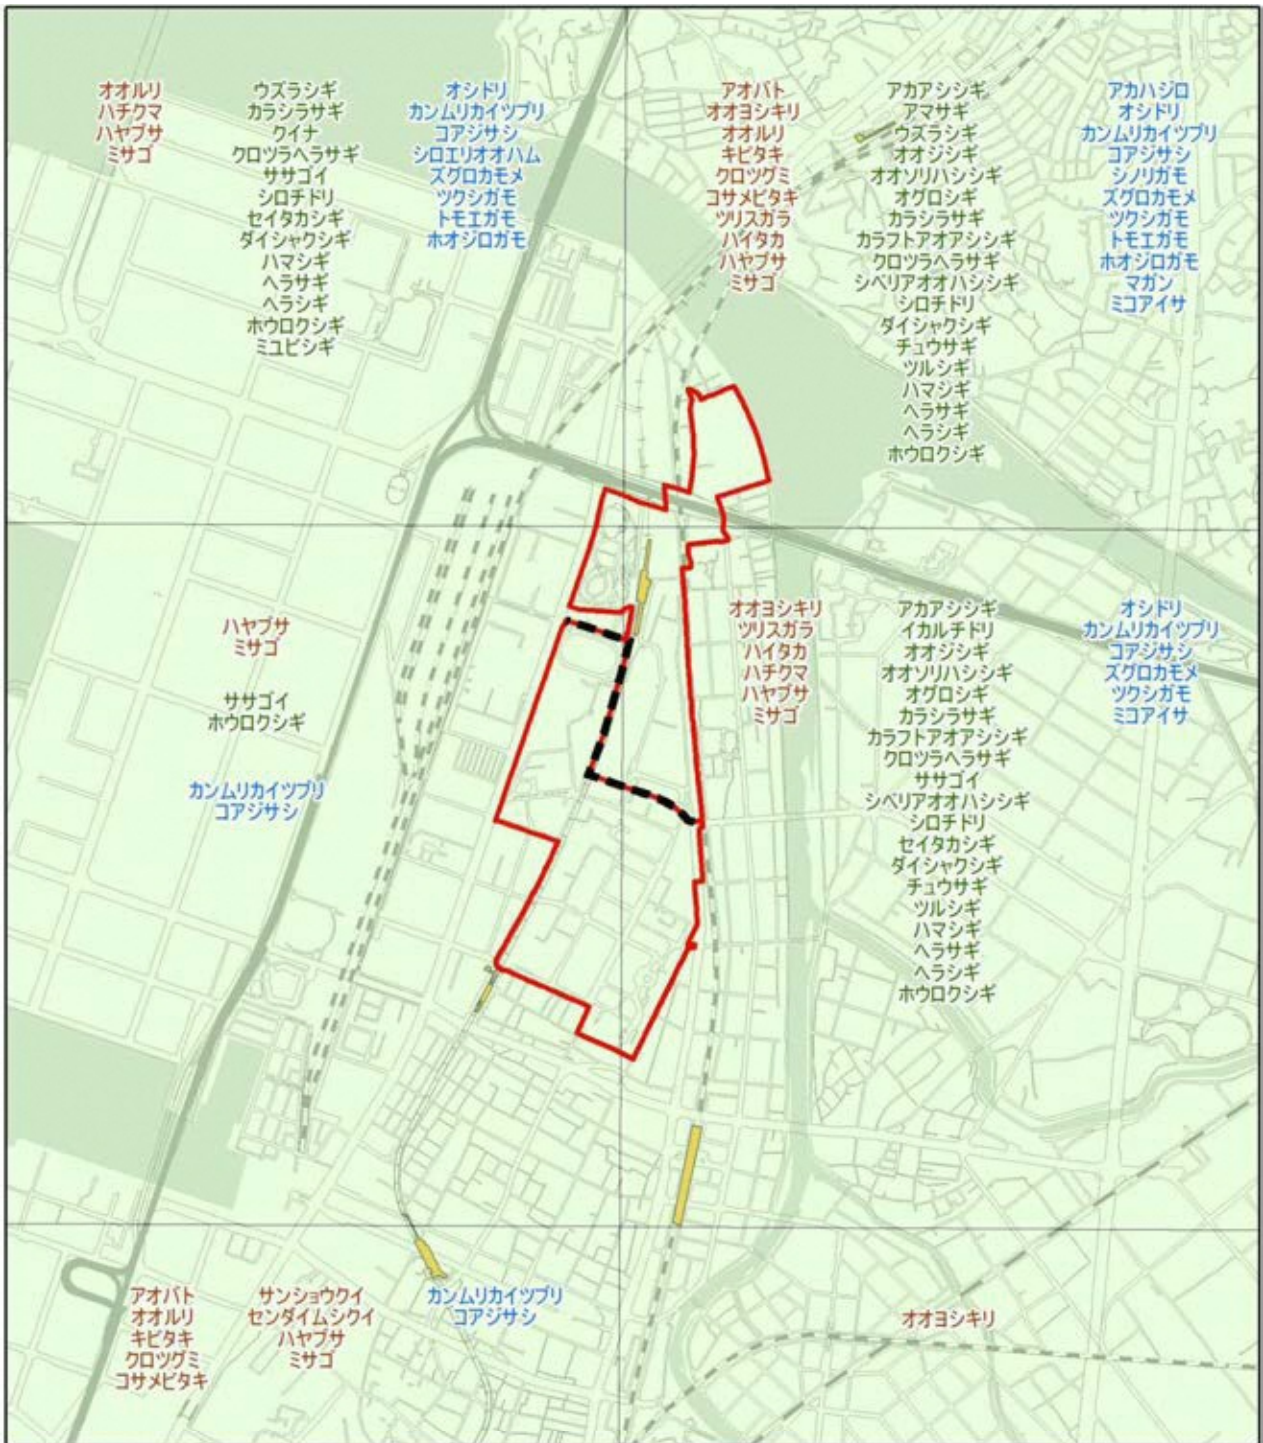 オオルリ
ハチクマ
ハヤブサ
ミサゴ
ウズラシギ
カラシラサギ
クイナ
クロツラヘラサギ
ササゴイ
シロチドリ
セイタカシギ
ダイシャクシギ
ハマシギ
ヘラサギ
ヘラシギ
ホウロクシギ
ミユビシギ
オシドリ
カンムリカイツブリ
コアジサシ
シロエリオオハム
ズグロカモメ
ツクシガモ
トモエガモ
ホオジロガモ
アオバト
オオヨシキリ
オオルリ
キビタキ
クロツグミ
コサメビタキ
ツリスガラ
ハイタカ
ハヤブサ
ミサゴ
アカアシシギ
アマサギ
ウズラシギ
オオジシギ
オオソリハシシギ
オグロシギ
カラシラサギ
カラフトアオアシシギ
クロツラヘラサギ
シベリアオオハシシギ
シロチドリ
ダイシャクシギ
チュウサギ
ツルシギ
ハマシギ
ヘラサギ
ヘラシギ
ホウロクシギ
アカハジロ
オシドリ
カンムリカイツブリ
コアジサシ
シノリガモ
ズグロカモメ
ツクシガモ
トモエガモ
ホオジロガモ
マガン
ミコアイサ
ハヤブサ
ミサゴ
ササゴイ
ホウロクシギ
カンムリカイツブリ
コアジサシ
オオヨシキリ
ツリスガラ
ハイタカ
ハチクマ
ハヤブサ
ミサゴ
アカアシシギ
イカルチドリ
オオジシギ
オオソリハシシギ
オグロシギ
カラシラサギ
カラフトアオアシシギ
クロツラヘラサギ
ササゴイ
シベリアオオハシシギ
シロチドリ
セイタカシギ
ダイシャクシギ
チュウサギ
ツルシギ
ハマシギ
ヘラサギ
ヘラシギ
ホウロクシギ
オシドリ
カンムリカイツブリ
コアジサシ
ズグロカモメ
ツクシガモ
ミコアイサ
アオバト
オオルリ
キビタキ
クロツグミ
コサメビタキ
サンショウクイ
センダイムシクイ
ハヤブサ
ミサゴ
カンムリカイツブリ
コアジサシ
オオヨシキリ